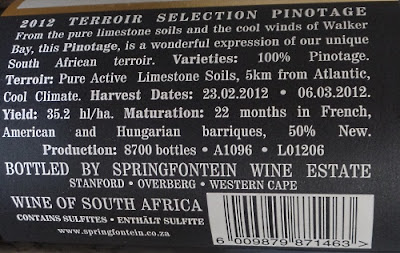 2012 TERROIR SELECTION PINOTAGE
From the pure limestone soils and the cool winds of Walker
Bay, this Pinotage, is a wonderful expression of our unique
South African terroir. Varieties: 100% Pinotage.
Terroir: Pure Active Limestone Soils, 5km from Atlantic,
Cool Climate. Harvest Dates: 23.02.2012 • 06.03.2012.
Yield: 35.2 hl/ha. Maturation: 22 months in French,
American and Hungarian barriques, 50% New.
Production: 8700 bottles • A1096 • L01206
BOTTLED BY SPRINGFONTEIN WINE ESTATE
STANFORD • OVERBERG • WESTERN CAPE
WINE OF SOUTH AFRICA
CONTAINS SULFITES • ENTHÄLT SULFITE
www.springfontein.co.za
6 009879 871463 >